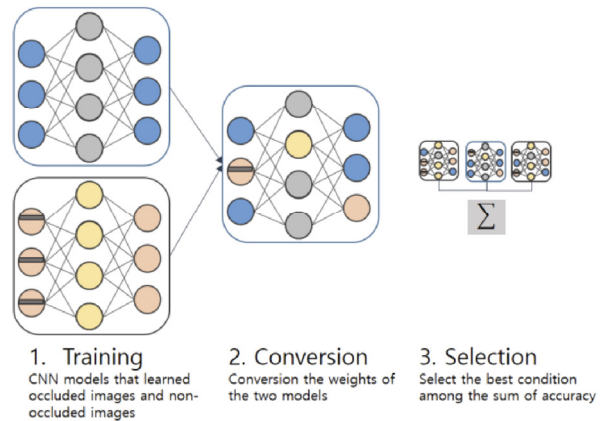 Σ
1. Training
CNN models that learned
occluded images and non-
occluded images
2. Conversion
Conversion the weights of
the two models
3. Selection
Select the best condition
among the sum of accuracy